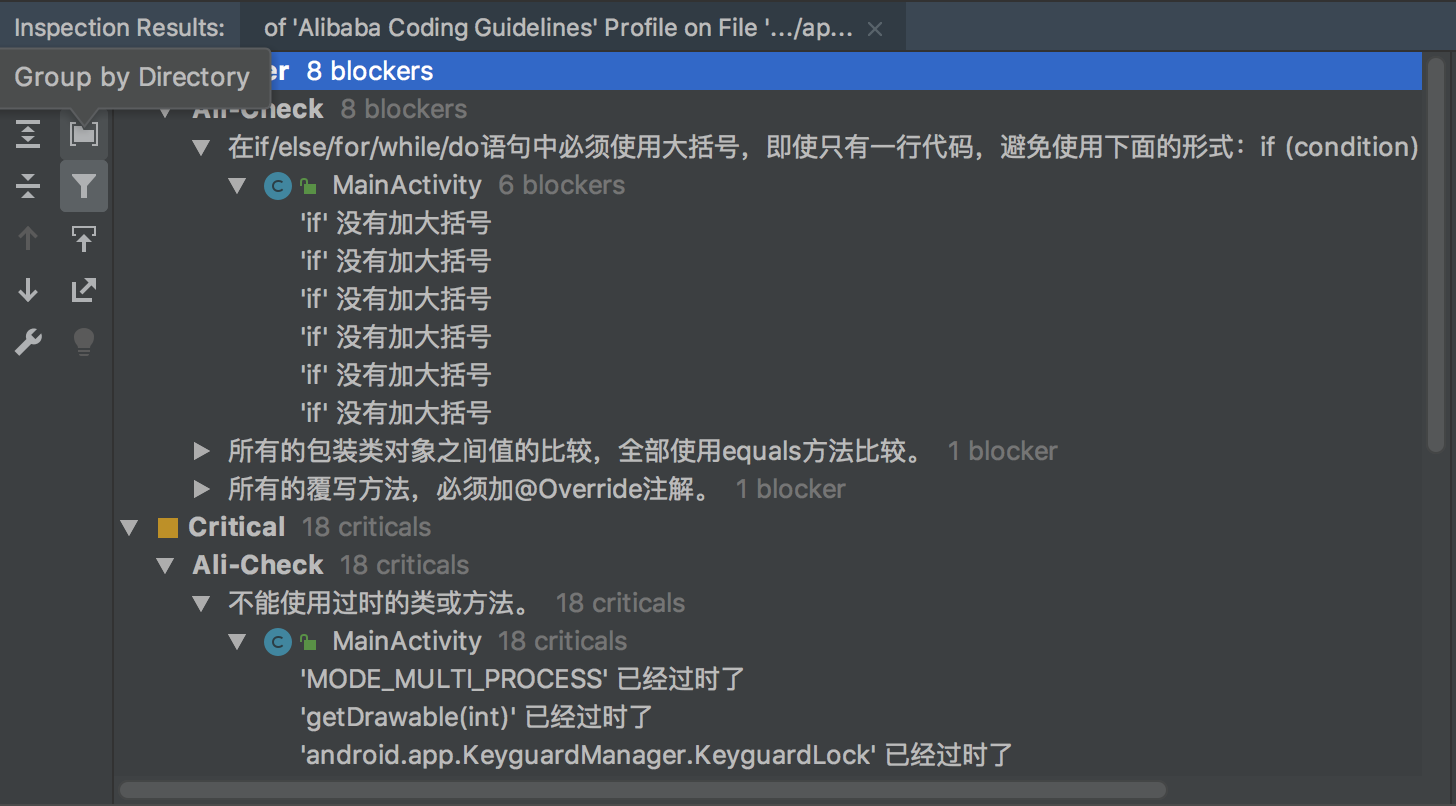 Inspection Results: of 'Alibaba Coding Guidelines' Profile on File '.../ap...
Group by Directory
er 8 blockers
Ali-Check 8 blockers
在if/else/for/while/do语句中必须使用大括号，即使只有一行代码，避免使用下面的形式：if (condition)
MainActivity 6 blockers
'if' 没有加大括号
'if' 没有加大括号
'if' 没有加大括号
'if' 没有加大括号
'if' 没有加大括号
'if' 没有加大括号
所有的包装类对象之间值的比较，全部使用equals方法比较。 1 blocker
所有的覆写方法，必须加@Override注解。 1 blocker
Critical 18 criticals
Ali-Check 18 criticals
不能使用过时的类或方法。 18 criticals
MainActivity 18 criticals
'MODE_MULTI_PROCESS' 已经过时了
'getDrawable(int)' 已经过时了
'android.app.KeyguardManager.KeyguardLock' 已经过时了